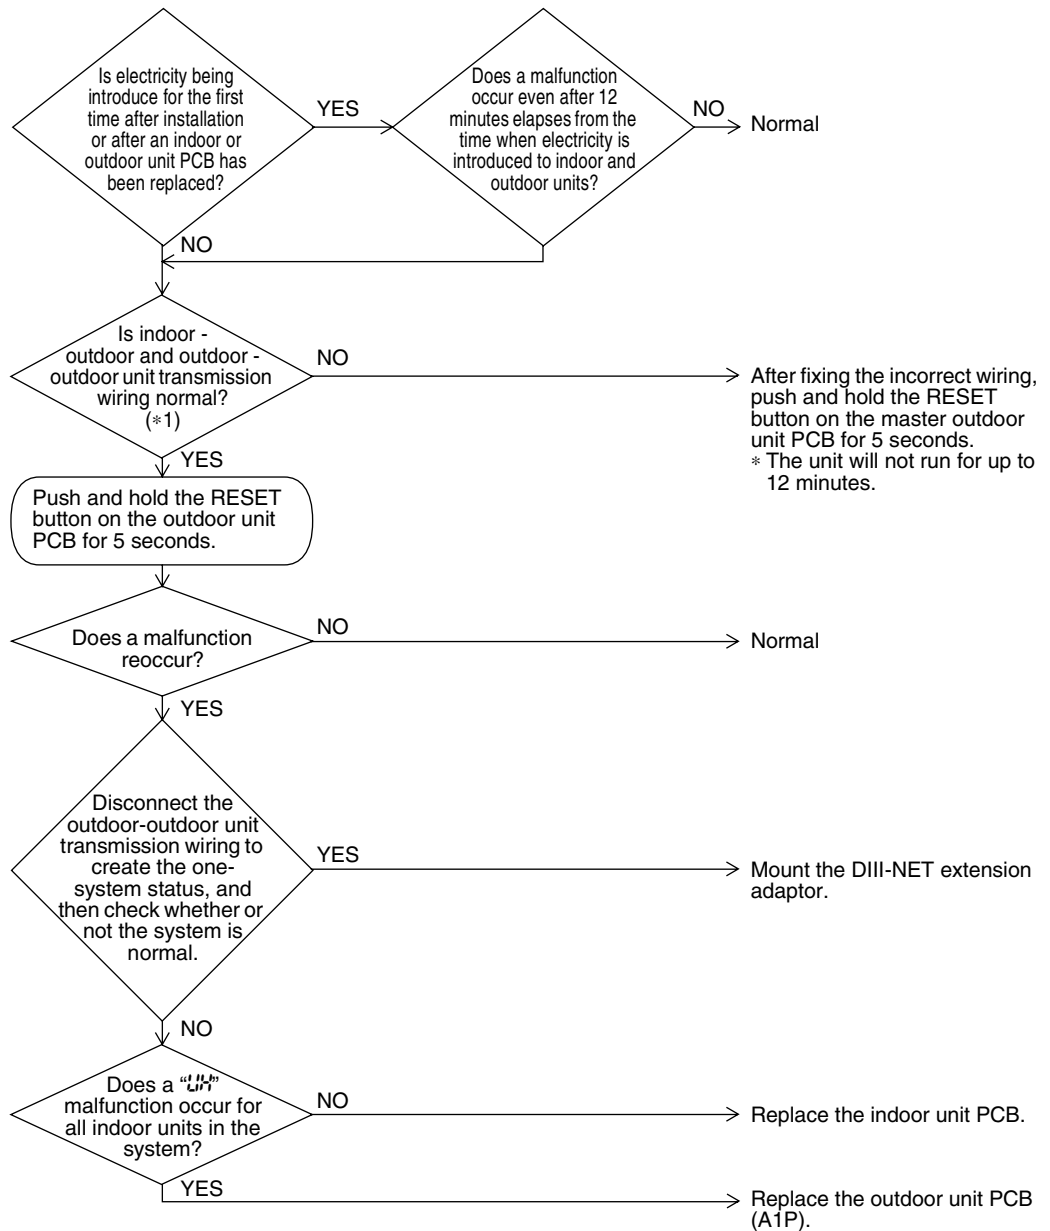 Is electricity being
introduce for the first
time after installation
or after an indoor or
outdoor unit PCB has
been replaced?
YES
Does a malfunction
occur even after 12
minutes elapses from the
time when electricity is
introduced to indoor and
outdoor units?
NO
Normal
NO
Is indoor -
outdoor and outdoor -
outdoor unit transmission
wiring normal?
(*1)
NO
After fixing the incorrect wiring,
push and hold the RESET
button on the master outdoor
unit PCB for 5 seconds.
* The unit will not run for up to
12 minutes.
YES
Push and hold the RESET
button on the outdoor unit
PCB for 5 seconds.
Does a malfunction
reoccur?
NO
Normal
YES
Disconnect the
outdoor-outdoor unit
transmission wiring to
create the one-
system status, and
then check whether or
not the system is
normal.
YES
Mount the DIII-NET extension
adaptor.
NO
Does a “UH”
malfunction occur for
all indoor units in the
system?
NO
Replace the indoor unit PCB.
YES
Replace the outdoor unit PCB
(A1P).